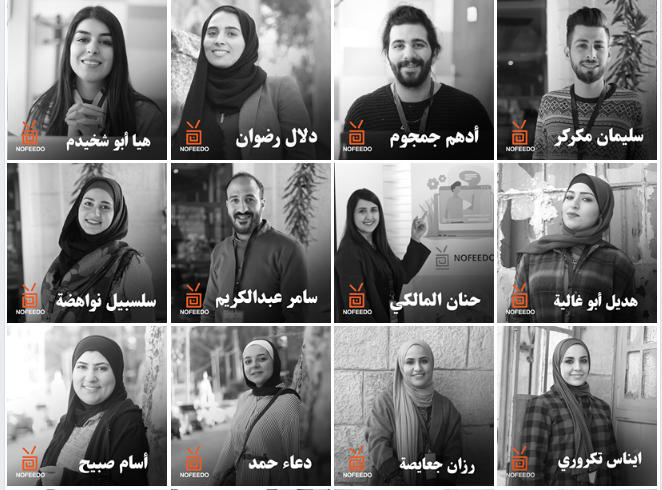 هيا أبو شخيدم
NOFEEDO
دلال رضوان
NOFEEDO
أدهم جمجوم
NOFEEDO
سليمان مكركر
NOFEEDO
سلسبيل نواهضة
NOFEEDO
سامر عبدالكريم
NOFEEDO
NOFEEDO
حنان المالكي
NOFEEDO
هديل أبو غالية
NOFEEDO
أسام صبيح
NOFEEDO
دعاء حمد
NOFEEDO
رزان جعايصة
NOFEEDO
ايناس تكروري
NOFEEDO